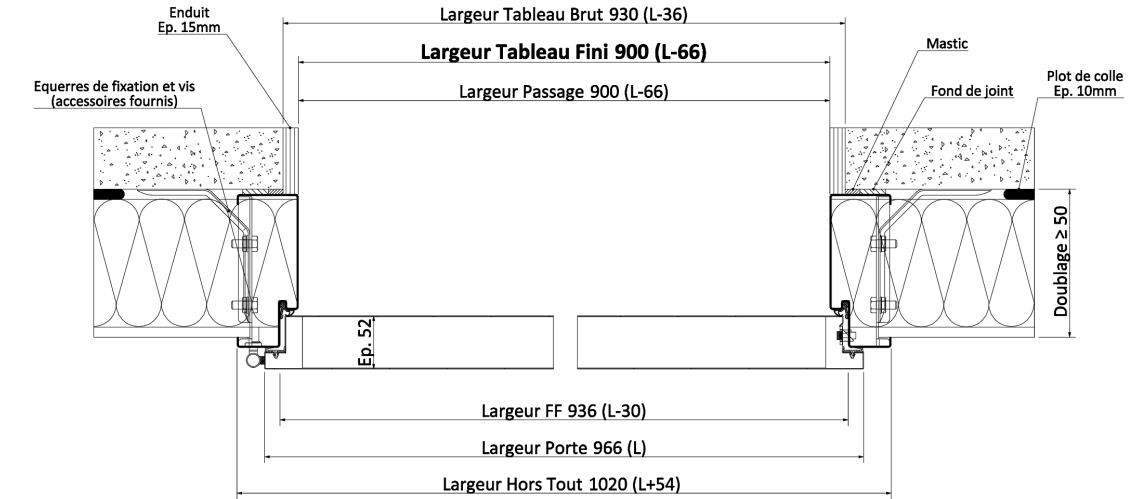 Enduit
Ep. 15mm
Largeur Tableau Brut 930 (L-36)
Largeur Tableau Fini 900 (L-66)
Mastic
Equerres de fixation et vis
(accessoires fournis)
Largeur Passage 900 (L-66)
Fond de joint
Plot de colle
Ep. 10mm
Doublage ≥ 50
Ep. 52
Largeur FF 936 (L-30)
Largeur Porte 966 (L)
Largeur Hors Tout 1020 (L+54)